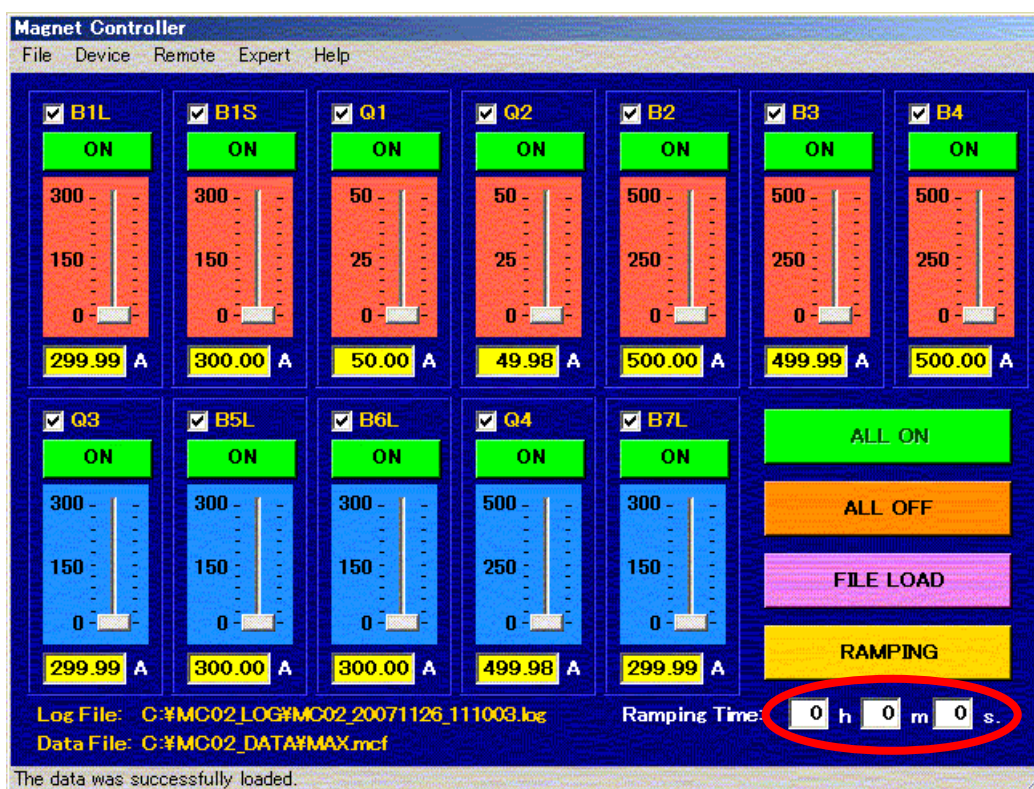 Magnet Controller
File Device Remote Expert Help
B1L B1S Q1 Q2 B2 B3 B4
ON ON ON ON ON ON ON
300 300 50 50 500 500 500
150 150 25 25 250 250 250
0 0 0 0 0 0 0
299.99 A 300.00 A 50.00 A 49.98 A 500.00 A 499.99 A 500.00 A
Q3 B5L B6L Q4 B7L
ON ON ON ON ON
300 300 300 500 300
150 150 150 250 150
0 0 0 0 0
299.99 A 300.00 A 300.00 A 499.98 A 299.99 A
ALL ON
ALL OFF
FILE LOAD
RAMPING
Log File: C:¥MC02_LOG¥MC02_20071126_111003.log
Ramping Time: 0 h 0 m 0 s.
Data File: C:¥MC02_DATA¥MAX.mcf
The data was successfully loaded.